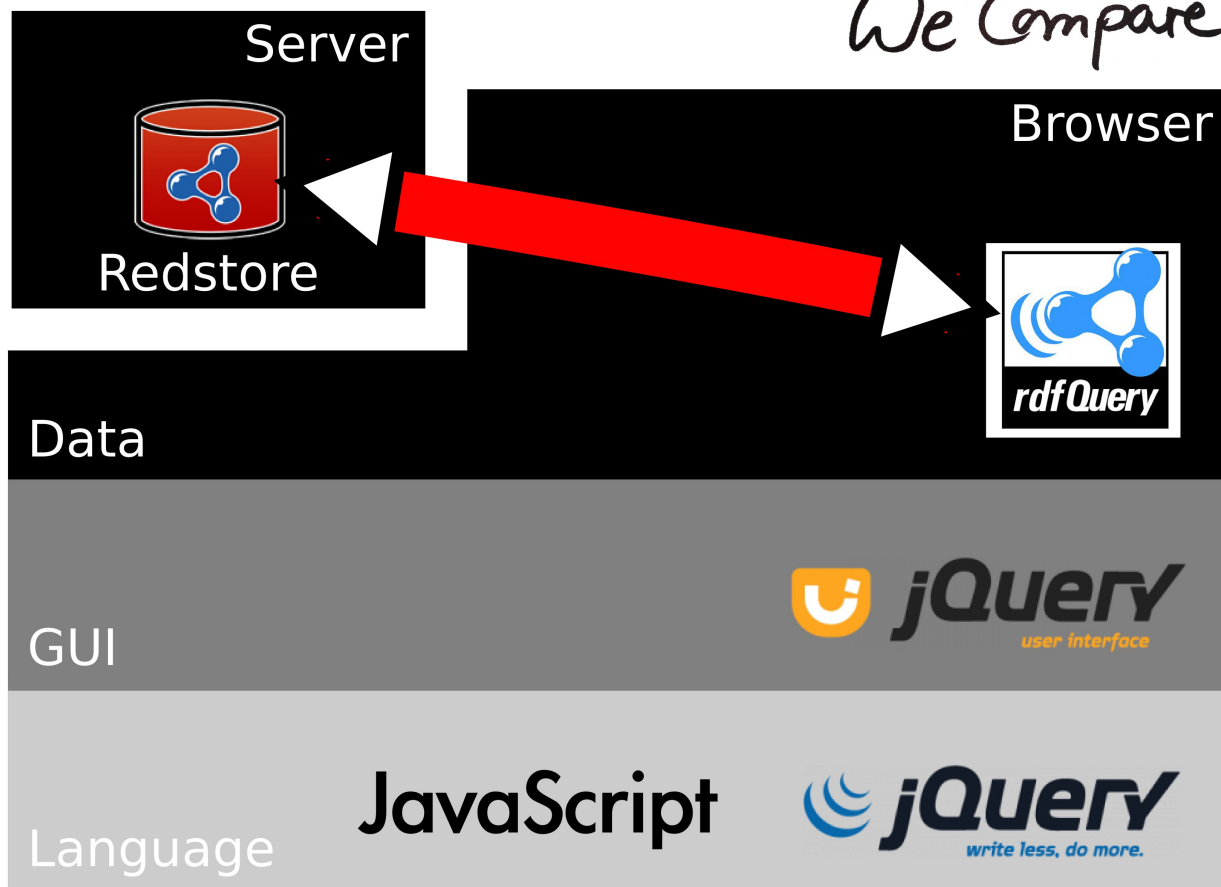 We Compare
Server
Browser
Redstore
rdfQuery
Data
jQuery
user interface
GUI
JavaScript
jQuery
write less, do more.
Language